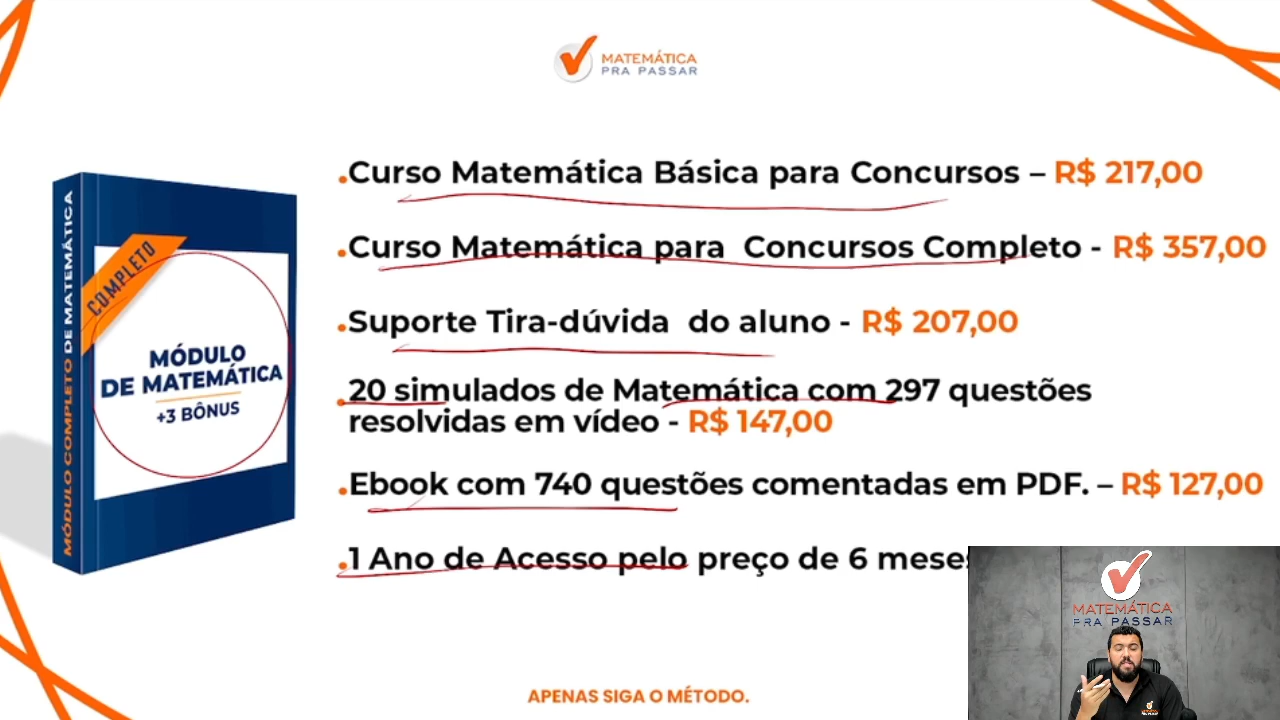 MATEMÁTICA
PRA PASSAR
.Curso Matemática Básica para Concursos – R$ 217,00
.Curso Matemática para Concursos Completo - R$ 357,00
.Suporte Tira-dúvida do aluno - R$ 207,00
.20 simulados de Matemática com 297 questões
resolvidas em vídeo - R$ 147,00
.Ebook com 740 questões comentadas em PDF. – R$ 127,00
.1 Ano de Acesso pelo preço de 6 meses
MÓDULO COMPLETO DE MATEMÁTICA
COMPLETO
MÓDULO
DE MATEMÁTICA
+3 BÔNUS
MATEMÁTICA
PRA PASSAR
APENAS SIGA O MÉTODO.